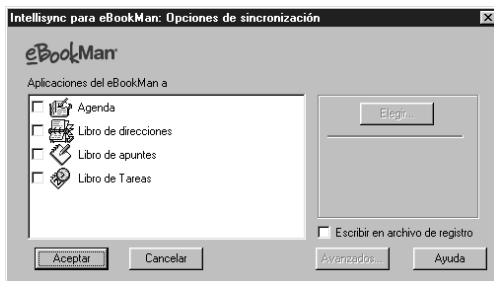 Intellisync para eBookMan: Opciones de sincronización
eBookMan
Aplicaciones del eBookMan a
Agenda
Elegir...
Libro de direcciones
Libro de apuntes
Libro de Tareas
Escribir en archivo de registro
Aceptar Cancelar Avanzados... Ayuda